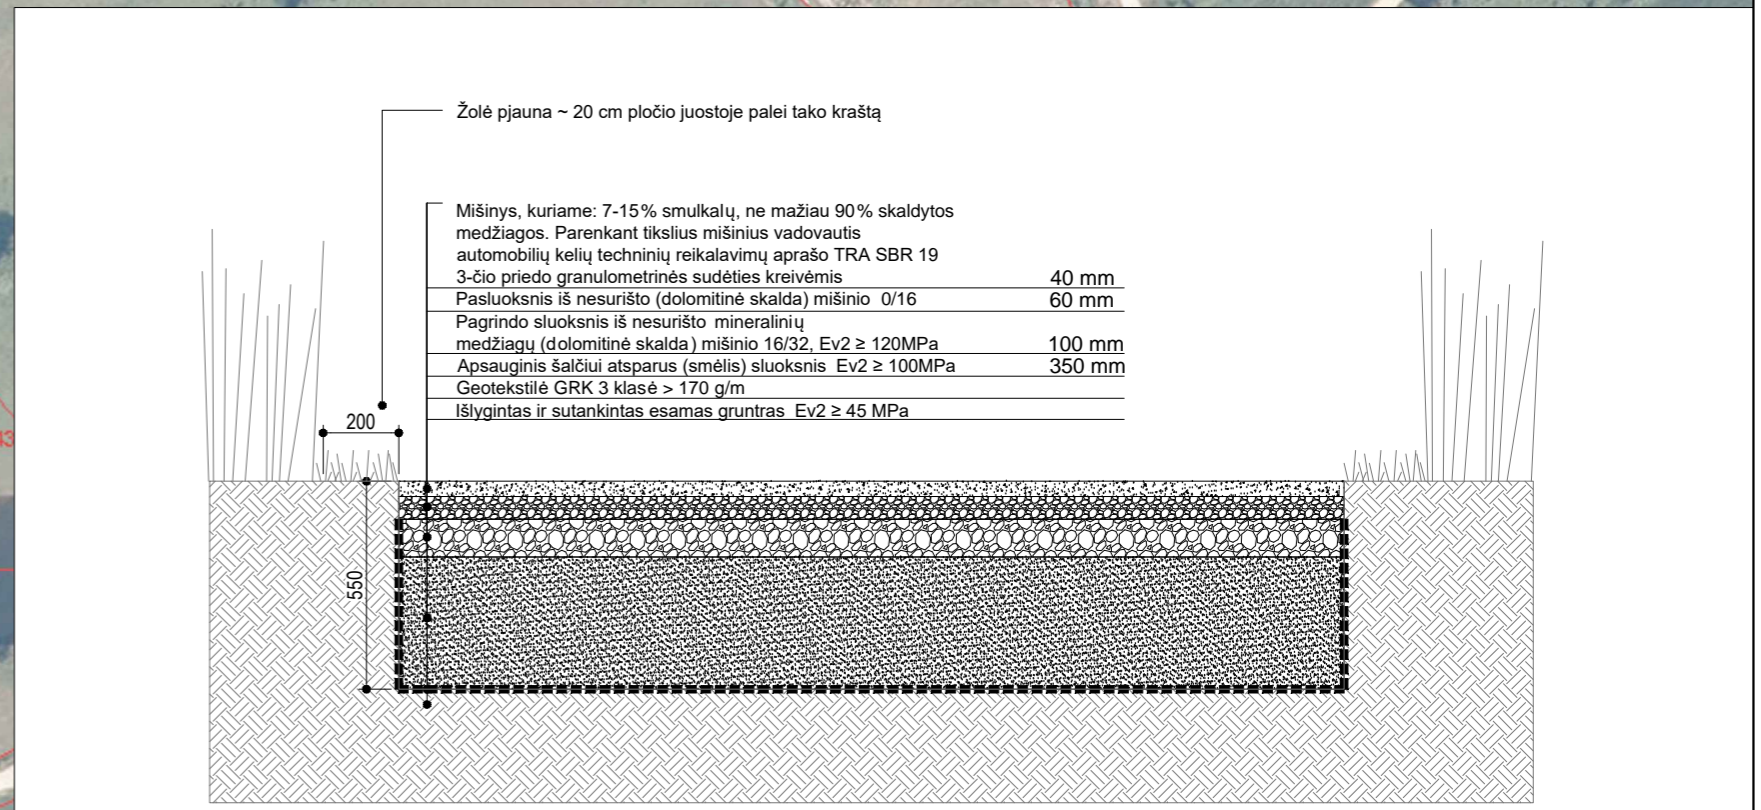 Žolė pjauna ~ 20 cm pločio juostoje palei tako kraštą
Mišinys, kuriame: 7-15% smulkalų, ne mažiau 90% skaldytos
medžiagos. Parenkant tikslius mišinius vadovautis
automobilių kelių techninių reikalavimų aprašo TRA SBR 19
3-čio priedo granulometrinės sudėties kreivėmis 40 mm
Pasluoksnis iš nesurišto (dolomitinė skalda) mišinio 0/16 60 mm
Pagrindo sluoksnis iš nesurišto mineralinių
medžiagų (dolomitinė skalda) mišinio 16/32, Ev2 ≥ 120MPa 100 mm
Apsauginis šalčiui atsparus (smėlis) sluoksnis Ev2 ≥ 100MPa 350 mm
Geotekstilė GRK 3 klasė > 170 g/m
Išlygintas ir sutankintas esamas gruntras Ev2 ≥ 45 MPa
200
550